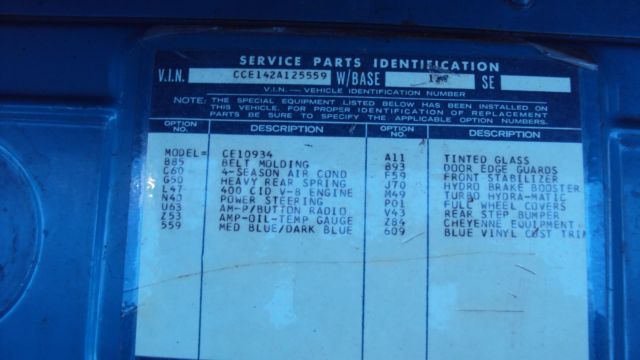 SERVICE PARTS IDENTIFICATION
V.I.N. CCE142A125559 W/BASE SE
V.I.N. — VEHICLE IDENTIFICATION NUMBER
NOTE: THE SPECIAL EQUIPMENT LISTED BELOW HAS BEEN INSTALLED ON
THIS VEHICLE. FOR PROPER IDENTIFICATION OF REPLACEMENT
PARTS BE SURE TO SPECIFY THE APPLICABLE OPTION NUMBERS.
OPTION NO. DESCRIPTION OPTION NO. DESCRIPTION
MODEL= CE10934 A11 TINTED GLASS
B85 BELT MOLDING B93 DOOR EDGE GUARDS
C60 4-SEASON AIR COND F59 FRONT STABILIZER
G50 HEAVY REAR SPRING J70 HYDRO BRAKE BOOSTER
L47 400 CID V-8 ENGINE M49 TURBO HYDRA-MATIC
N40 POWER STEERING P01 FULL WHEEL COVERS
U63 AM-P/BUTTON RADIO V43 REAR STEP BUMPER
Z53 AMP-OIL-TEMP GAUGE Z84 CHEYENNE EQUIPMENT
559 MED BLUE/DARK BLUE 609 BLUE VINYL CUST TRIM